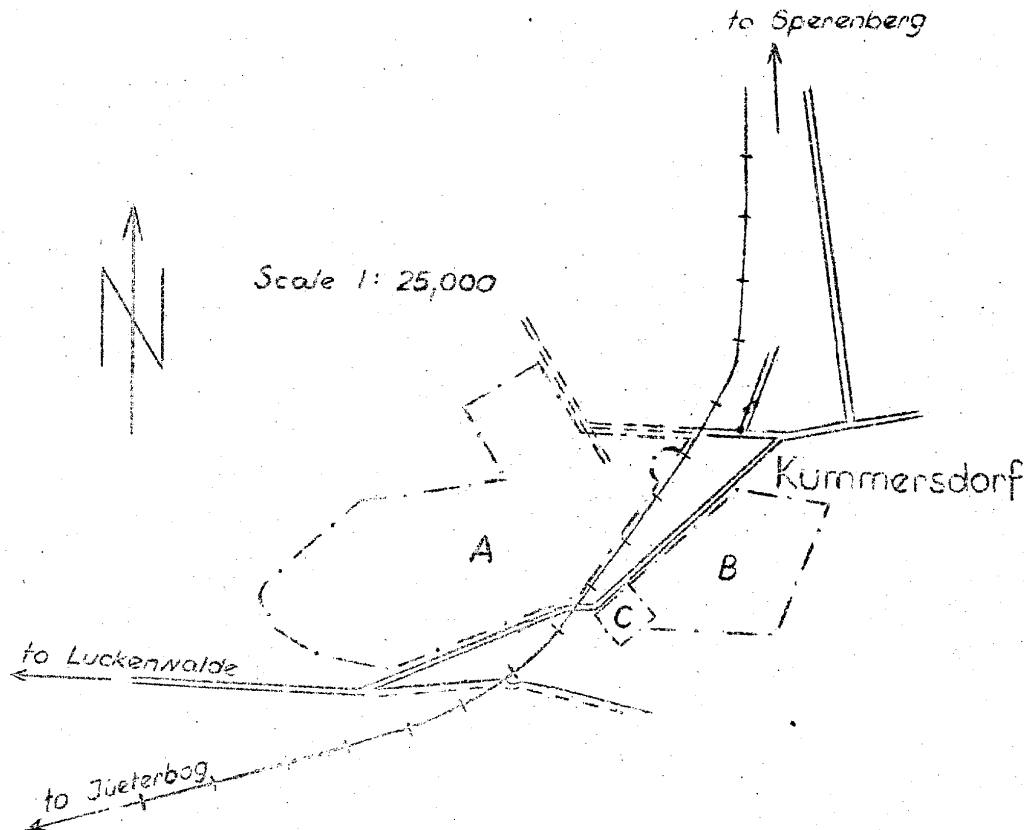 to Sperenberg
N
Scale 1: 25,000
Kummersdorf
A
B
C
to Luckenwalde
to Jueterbog